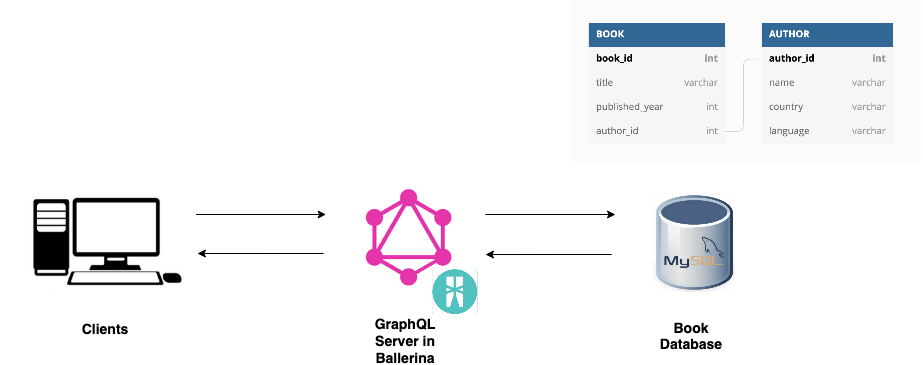 BOOK
book_id int
title varchar
published_year int
author_id int
AUTHOR
author_id int
name varchar
country varchar
language varchar
MySQL
Clients
GraphQL
Server in
Ballerina
Book
Database